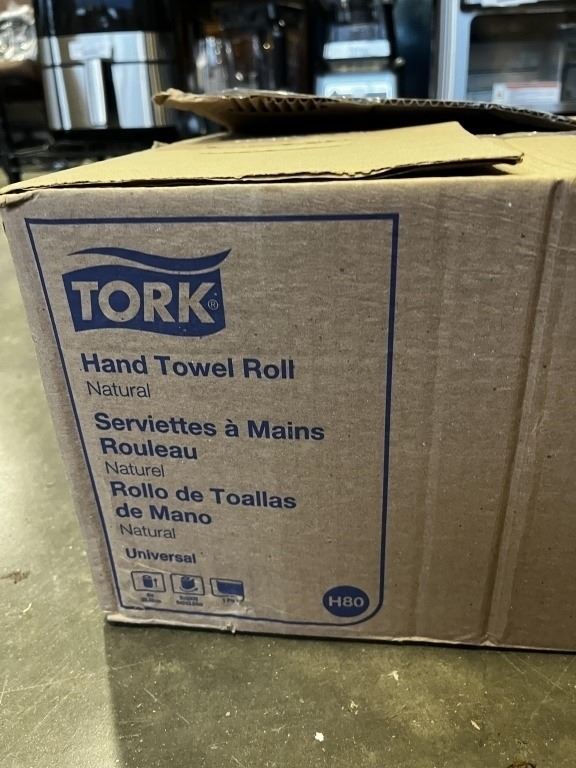 TORK®
Hand Towel Roll
Natural
Serviettes à Mains
Rouleau
Naturel
Rollo de Toallas
de Mano
Natural
Universal
H80